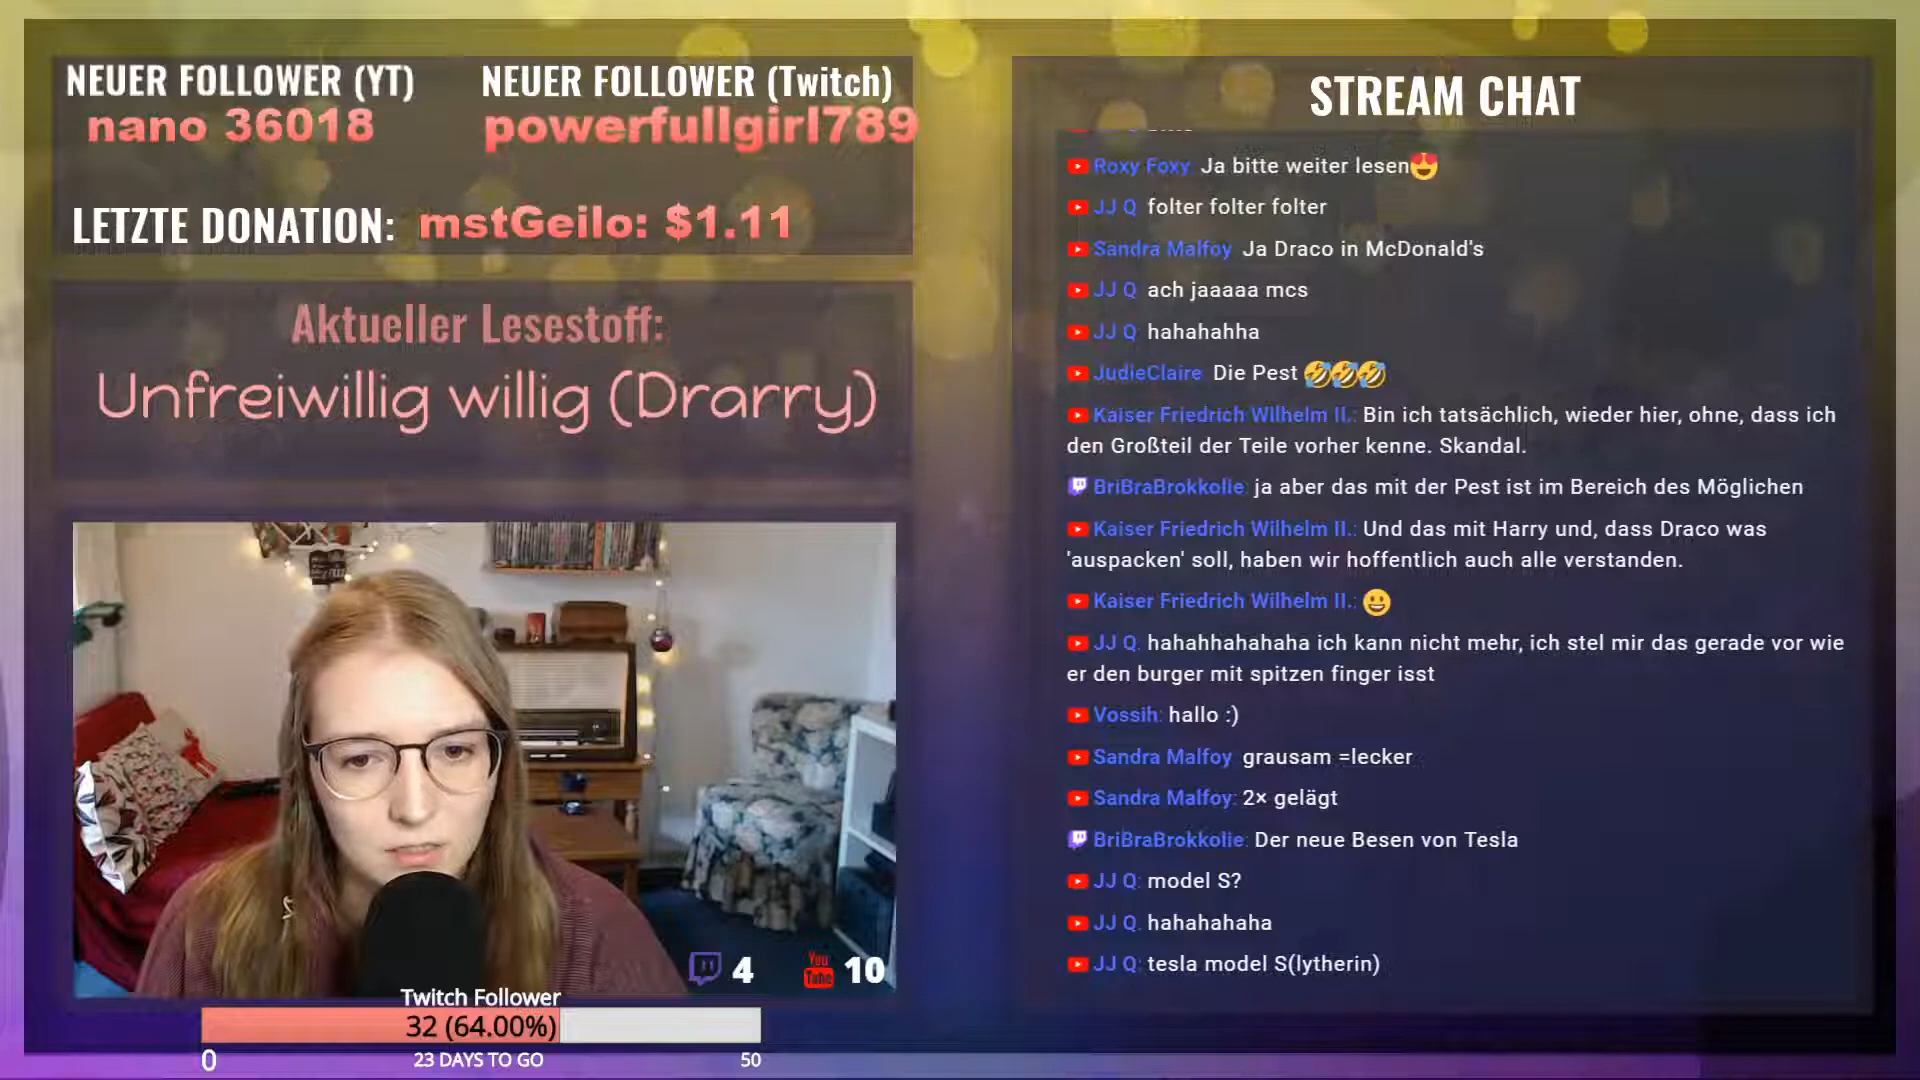 NEUER FOLLOWER (YT)
nano 36018
NEUER FOLLOWER (Twitch)
powerfullgirl789
LETZTE DONATION: mstGeilo: $1.11
Aktueller Lesestoff:
Unfreiwillig willig (Drarry)
4
You
Tube
10
Twitch Follower
32 (64.00%)
0
23 DAYS TO GO
50
STREAM CHAT
Roxy Foxy: Ja bitte weiter lesen😍
JJ Q: folter folter folter
Sandra Malfoy: Ja Draco in McDonald's
JJ Q: ach jaaaaa mcs
JJ Q: hahahahha
JudieClaire: Die Pest 🤣🤣🤣
Kaiser Friedrich Wilhelm II.: Bin ich tatsächlich, wieder hier, ohne, dass ich
den Großteil der Teile vorher kenne. Skandal.
BriBraBrokkolie: ja aber das mit der Pest ist im Bereich des Möglichen
Kaiser Friedrich Wilhelm II.: Und das mit Harry und, dass Draco was
'auspacken' soll, haben wir hoffentlich auch alle verstanden.
Kaiser Friedrich Wilhelm II.: 😀
JJ Q: hahahhahahaha ich kann nicht mehr, ich stel mir das gerade vor wie
er den burger mit spitzen finger isst
Vossih: hallo :)
Sandra Malfoy: grausam =lecker
Sandra Malfoy: 2× gelägt
BriBraBrokkolie: Der neue Besen von Tesla
JJ Q: model S?
JJ Q: hahahahaha
JJ Q: tesla model S(lytherin)